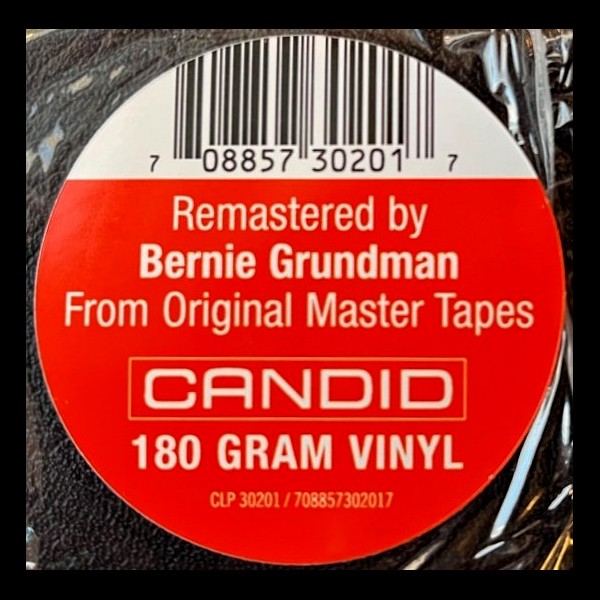 7 08857 30201 7
Remastered by
Bernie Grundman
From Original Master Tapes
CANDID
180 GRAM VINYL
CLP 30201 / 708857302017